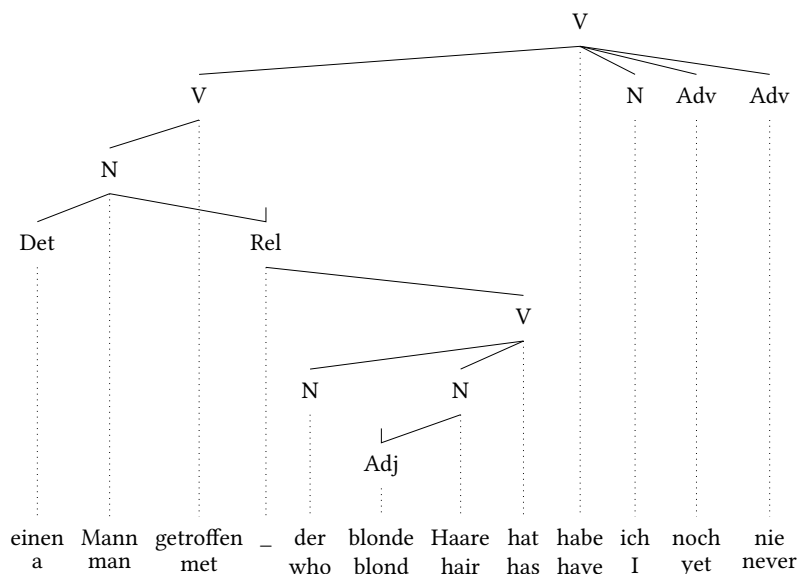 V
V N Adv Adv
N
Det Rel
V
N N
Adj
einen Mann getroffen _ der blonde Haare hat habe ich noch nie
a man met who blond hair has have I yet never